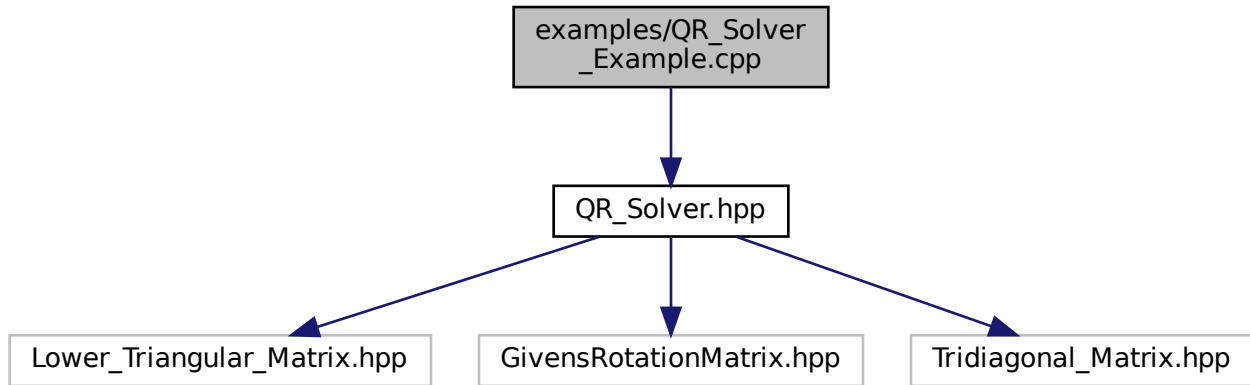 examples/QR_Solver
_Example.cpp
QR_Solver.hpp
Lower_Triangular_Matrix.hpp
GivensRotationMatrix.hpp
Tridiagonal_Matrix.hpp